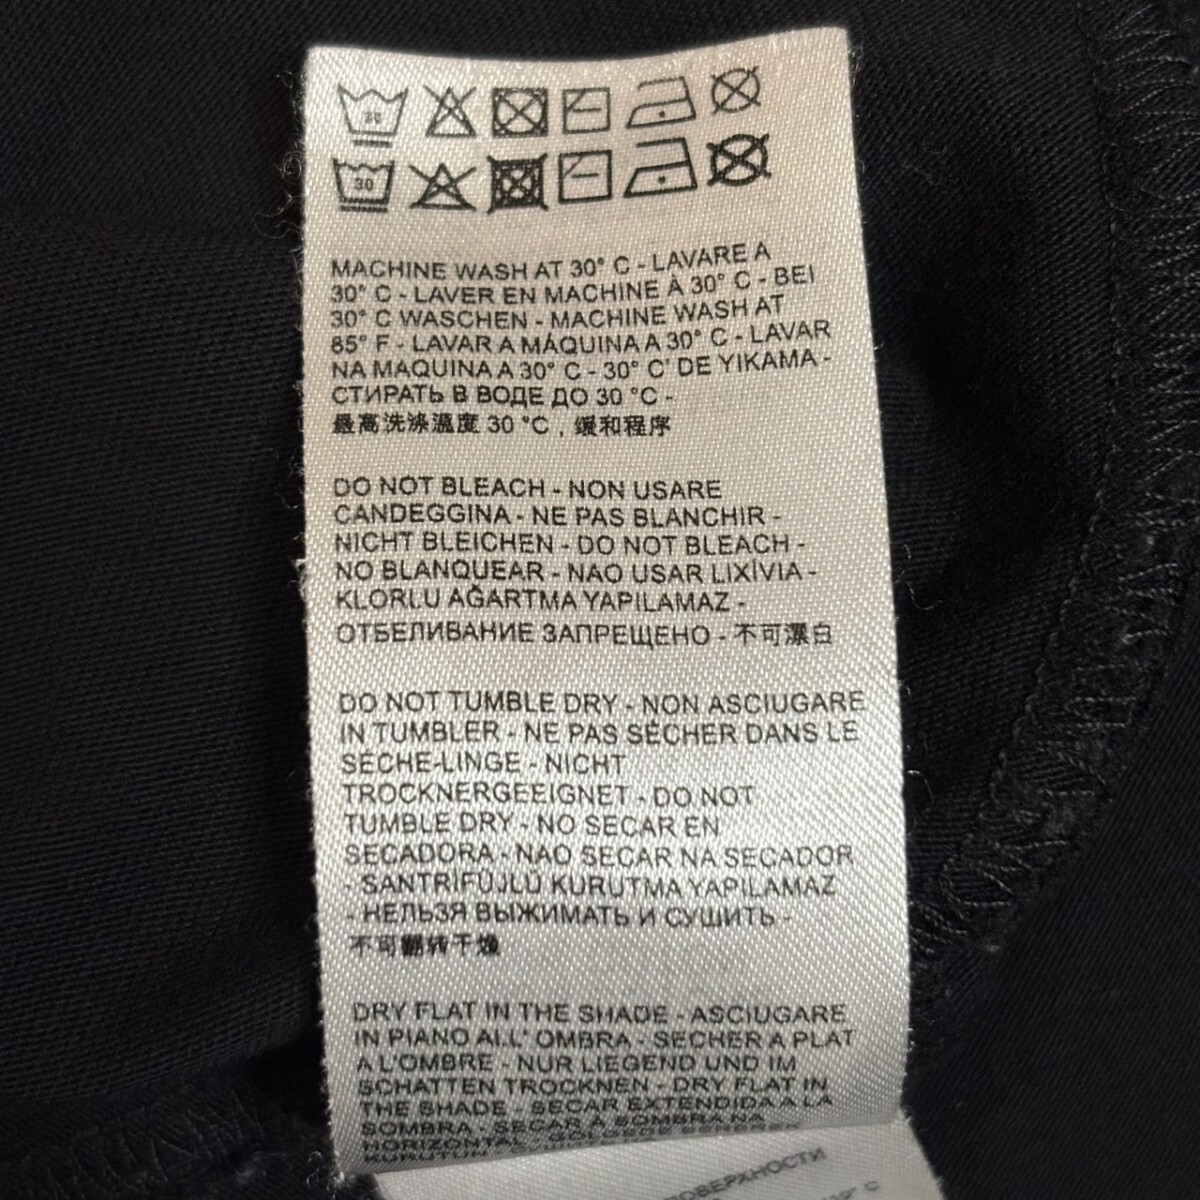 30
30
MACHINE WASH AT 30° C - LAVARE A
30° C - LAVER EN MACHINE À 30° C - BEI
30° C WASCHEN - MACHINE WASH AT
85° F - LAVAR A MÁQUINA A 30° C - LAVAR
NA MAQUINA A 30° C - 30° C' DE YIKAMA -
СТИРАТЬ В ВОДЕ ДО 30 °C -
最高洗涤温度 30 °C , 缓和程序
DO NOT BLEACH - NON USARE
CANDEGGINA - NE PAS BLANCHIR -
NICHT BLEICHEN - DO NOT BLEACH -
NO BLANQUEAR - NAO USAR LIXÍVIA -
KLORLU AĞARTMA YAPILAMAZ -
ОТБЕЛИВАНИЕ ЗАПРЕЩЕНО - 不可漂白
DO NOT TUMBLE DRY - NON ASCIUGARE
IN TUMBLER - NE PAS SÉCHER DANS LE
SÉCHE-LINGE - NICHT
TROCKNERGEEIGNET - DO NOT
TUMBLE DRY - NO SECAR EN
SECADORA - NAO SECAR NA SECADOR
- SANTRİFÜJLÜ KURUTMA YAPILAMAZ
- НЕЛЬЗЯ ВЫЖИМАТЬ И СУШИТЬ -
不可翻转干燥
DRY FLAT IN THE SHADE - ASCIUGARE
IN PIANO ALL' OMBRA - SECHER A PLAT
A L'OMBRE - NUR LIEGEND UND IM
SCHATTEN TROCKNEN - DRY FLAT IN
THE SHADE - SECAR EXTENDIDA A LA
SOMBRA - SECAR A SOMBRA NA
HORIZONTAL -
KURUTUN -
ПОВЕРХНОСТИ
° C